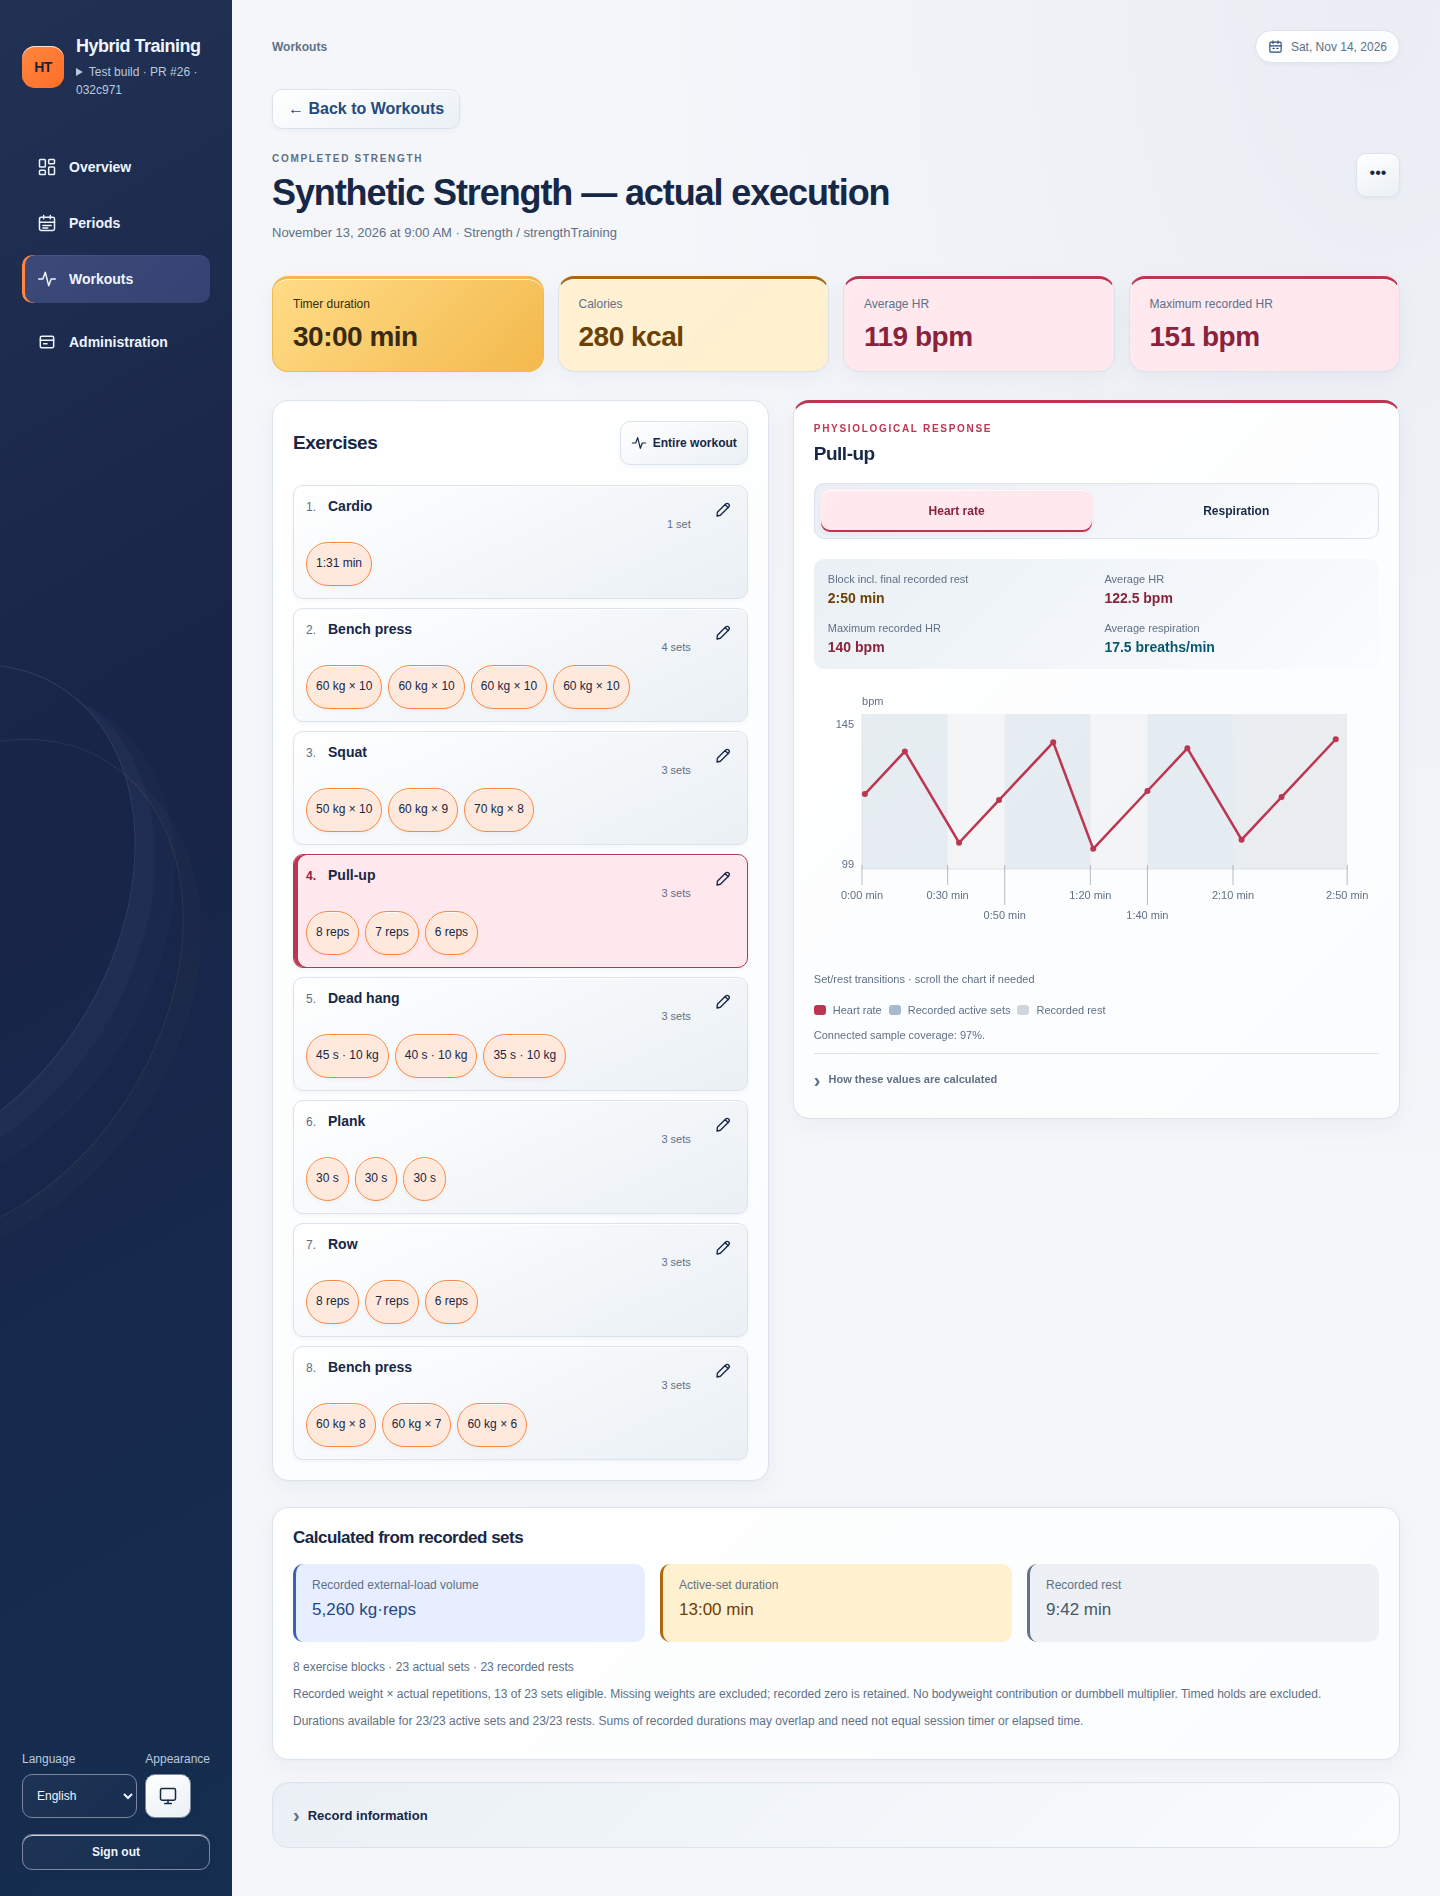 HT
Hybrid Training
Test build · PR #26 ·
032c971
Overview
Periods
Workouts
Administration
Language
Appearance
English
Sign out
Workouts
Sat, Nov 14, 2026
← Back to Workouts
COMPLETED STRENGTH
Synthetic Strength — actual execution
•••
November 13, 2026 at 9:00 AM · Strength / strengthTraining
Timer duration
30:00 min
Calories
280 kcal
Average HR
119 bpm
Maximum recorded HR
151 bpm
Exercises
Entire workout
1. Cardio
1 set
1:31 min
2. Bench press
4 sets
60 kg × 10 60 kg × 10 60 kg × 10 60 kg × 10
3. Squat
3 sets
50 kg × 10 60 kg × 9 70 kg × 8
4. Pull-up
3 sets
8 reps 7 reps 6 reps
5. Dead hang
3 sets
45 s · 10 kg 40 s · 10 kg 35 s · 10 kg
6. Plank
3 sets
30 s 30 s 30 s
7. Row
3 sets
8 reps 7 reps 6 reps
8. Bench press
3 sets
60 kg × 8 60 kg × 7 60 kg × 6
PHYSIOLOGICAL RESPONSE
Pull-up
Heart rate Respiration
Block incl. final recorded rest
2:50 min
Average HR
122.5 bpm
Maximum recorded HR
140 bpm
Average respiration
17.5 breaths/min
bpm
145
99
0:00 min 0:30 min 1:20 min 2:10 min 2:50 min
0:50 min 1:40 min
Set/rest transitions · scroll the chart if needed
Heart rate Recorded active sets Recorded rest
Connected sample coverage: 97%.
› How these values are calculated
Calculated from recorded sets
Recorded external-load volume
5,260 kg·reps
Active-set duration
13:00 min
Recorded rest
9:42 min
8 exercise blocks · 23 actual sets · 23 recorded rests
Recorded weight × actual repetitions, 13 of 23 sets eligible. Missing weights are excluded; recorded zero is retained. No bodyweight contribution or dumbbell multiplier. Timed holds are excluded.
Durations available for 23/23 active sets and 23/23 rests. Sums of recorded durations may overlap and need not equal session timer or elapsed time.
› Record information